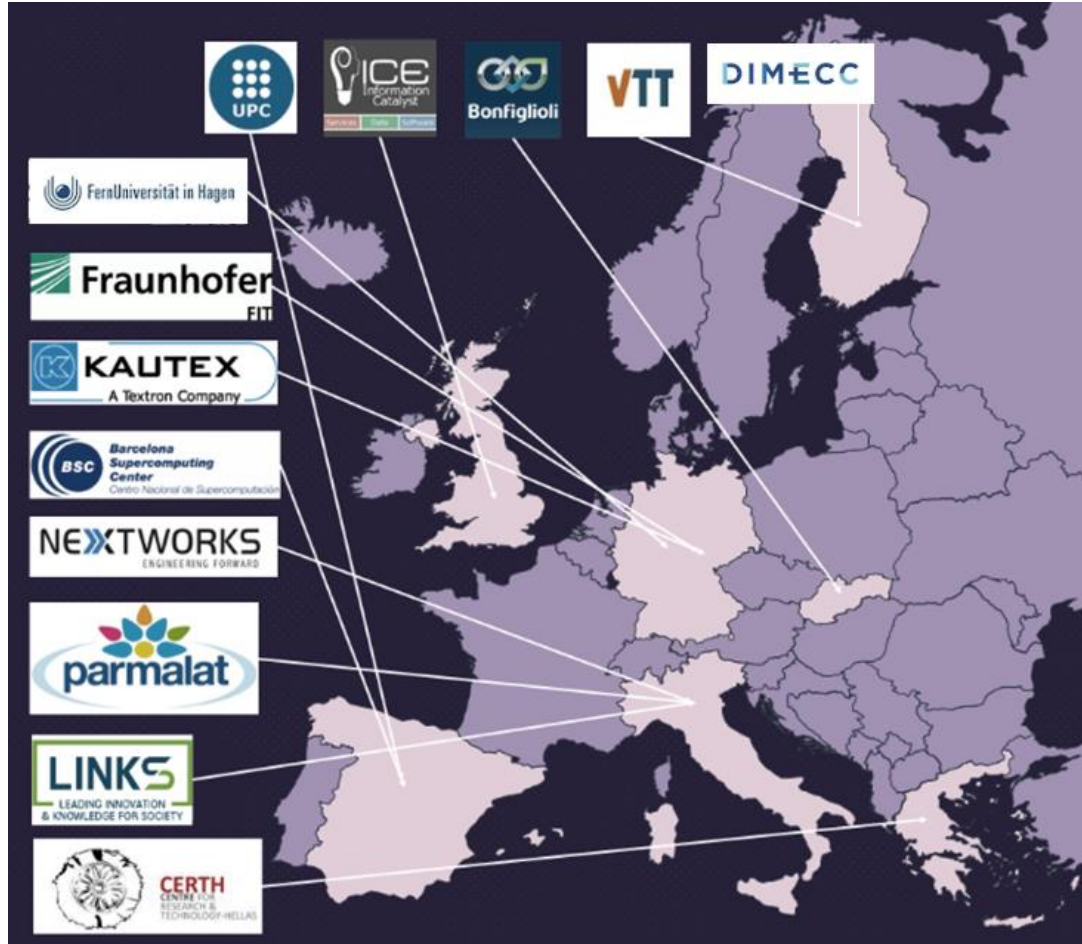 UPC
ICE
Information
Catalyst
Services Data Software
Bonfiglioli
VTT
DIMECC
FernUniversität in Hagen
Fraunhofer
FIT
K KAUTEX
A Textron Company
BSC
Barcelona
Supercomputing
Center
Centro Nacional de Supercomputación
NEXTWORKS
ENGINEERING FORWARD
parmalat
LINKS
LEADING INNOVATION
& KNOWLEDGE FOR SOCIETY
CERTH
CENTRE FOR
RESEARCH &
TECHNOLOGY-HELLAS